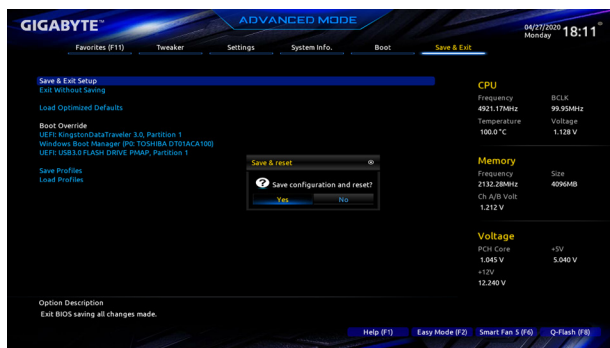 GIGABYTE™
ADVANCED MODE
04/27/2020 18:11
Monday
Favorites (F11) Tweaker Settings System Info. Boot Save & Exit
Save & Exit Setup
Exit Without Saving
Load Optimized Defaults
Boot Override
UEFI: KingstonDataTraveler 3.0, Partition 1
Windows Boot Manager (P0: TOSHIBA DT01ACA100)
UEFI: USB3.0 FLASH DRIVE PMAP, Partition 1
Save Profiles
Load Profiles
Save & reset
Save configuration and reset?
Yes No
CPU
Frequency BCLK
4921.17MHz 99.95MHz
Temperature Voltage
100.0°C 1.128 V
Memory
Frequency Size
2132.28MHz 4096MB
Ch A/B Volt
1.212 V
Voltage
PCH Core +5V
1.045 V 5.040 V
+12V
12.240 V
Option Description
Exit BIOS saving all changes made.
Help (F1) Easy Mode (F2) Smart Fan 5 (F6) Q-Flash (F8)